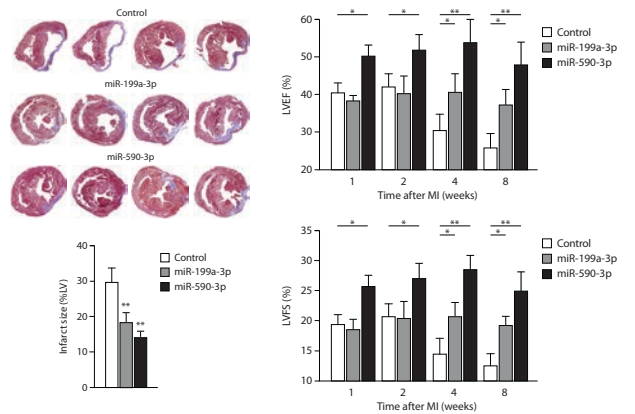 Control
miR-199a-3p
miR-590-3p
Infarct size (%LV)
40
30
20
10
0
**
**
Control
miR-199a-3p
miR-590-3p
LVEF (%)
60
50
40
30
20
*
*
**
*
**
*
Control
miR-199a-3p
miR-590-3p
1 2 4 8
Time after MI (weeks)
LVFS (%)
35
30
25
20
15
10
*
*
**
*
**
*
Control
miR-199a-3p
miR-590-3p
1 2 4 8
Time after MI (weeks)